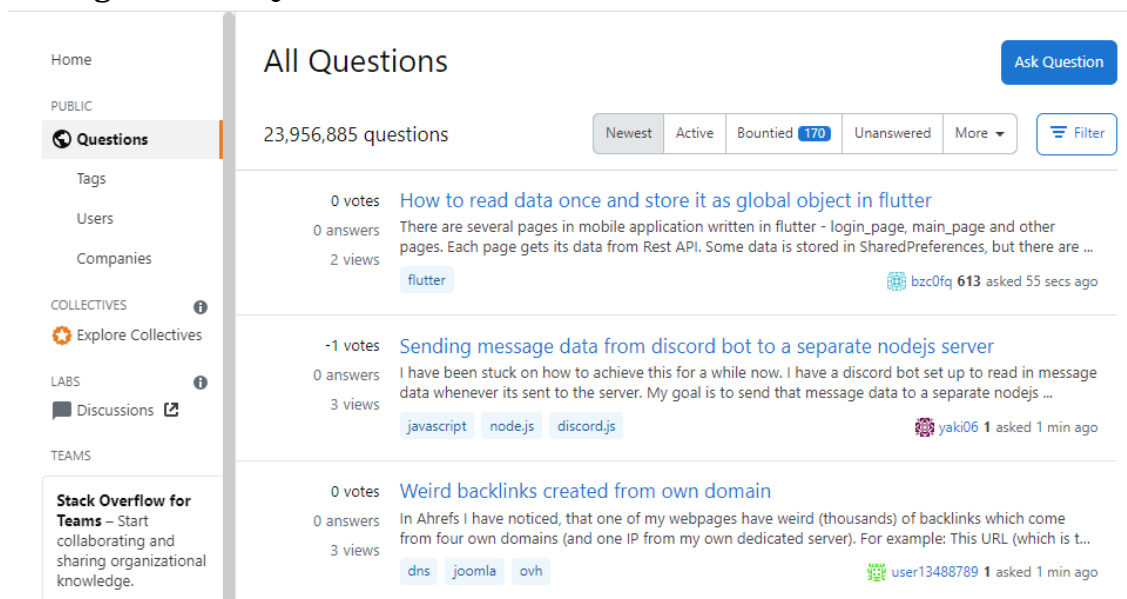 Home
PUBLIC
Questions
Tags
Users
Companies
COLLECTIVES
Explore Collectives
LABS
Discussions
TEAMS
Stack Overflow for
Teams – Start
collaborating and
sharing organizational
knowledge.
All Questions
Ask Question
23,956,885 questions
Newest Active Bountied 170 Unanswered More Filter
0 votes
0 answers
2 views
How to read data once and store it as global object in flutter
There are several pages in mobile application written in flutter - login_page, main_page and other
pages. Each page gets its data from Rest API. Some data is stored in SharedPreferences, but there are ...
flutter
bzc0fq 613 asked 55 secs ago
-1 votes
0 answers
3 views
Sending message data from discord bot to a separate nodejs server
I have been stuck on how to achieve this for a while now. I have a discord bot set up to read in message
data whenever its sent to the server. My goal is to send that message data to a separate nodejs ...
javascript node.js discord.js
yaki06 1 asked 1 min ago
0 votes
0 answers
3 views
Weird backlinks created from own domain
In Ahrefs I have noticed, that one of my webpages have weird (thousands) of backlinks which come
from four own domains (and one IP from my own dedicated server). For example: This URL (which is t...
dns joomla ovh
user13488789 1 asked 1 min ago